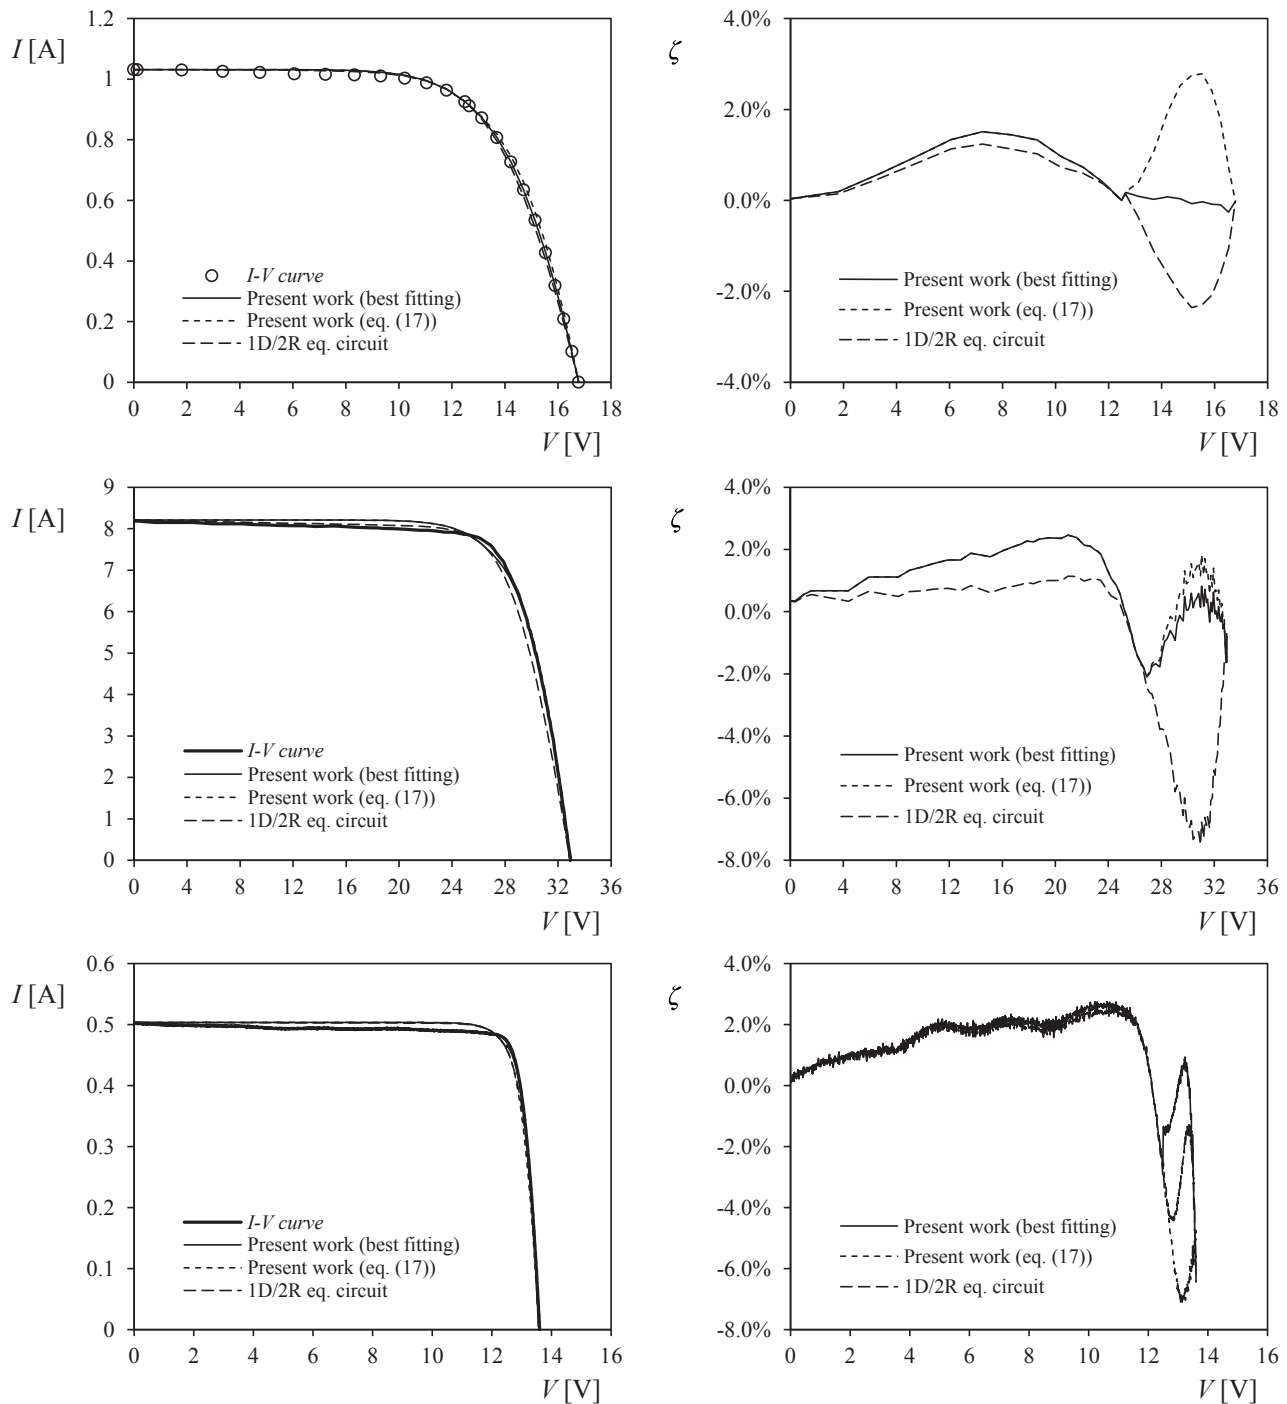 I [A]
1.2
1
0.8
0.6
0.4
0.2
0
0 2 4 6 8 10 12 14 16 18
V [V]
I-V curve
Present work (best fitting)
Present work (eq. (17))
1D/2R eq. circuit
ζ
4.0%
2.0%
0.0%
-2.0%
-4.0%
0 2 4 6 8 10 12 14 16 18
V [V]
Present work (best fitting)
Present work (eq. (17))
1D/2R eq. circuit
I [A]
9
8
7
6
5
4
3
2
1
0
0 4 8 12 16 20 24 28 32 36
V [V]
I-V curve
Present work (best fitting)
Present work (eq. (17))
1D/2R eq. circuit
ζ
4.0%
2.0%
0.0%
-2.0%
-4.0%
-6.0%
-8.0%
0 4 8 12 16 20 24 28 32 36
V [V]
Present work (best fitting)
Present work (eq. (17))
1D/2R eq. circuit
I [A]
0.6
0.5
0.4
0.3
0.2
0.1
0
0 2 4 6 8 10 12 14 16
V [V]
I-V curve
Present work (best fitting)
Present work (eq. (17))
1D/2R eq. circuit
ζ
4.0%
2.0%
0.0%
-2.0%
-4.0%
-6.0%
-8.0%
0 2 4 6 8 10 12 14 16
V [V]
Present work (best fitting)
Present work (eq. (17))
1D/2R eq. circuit